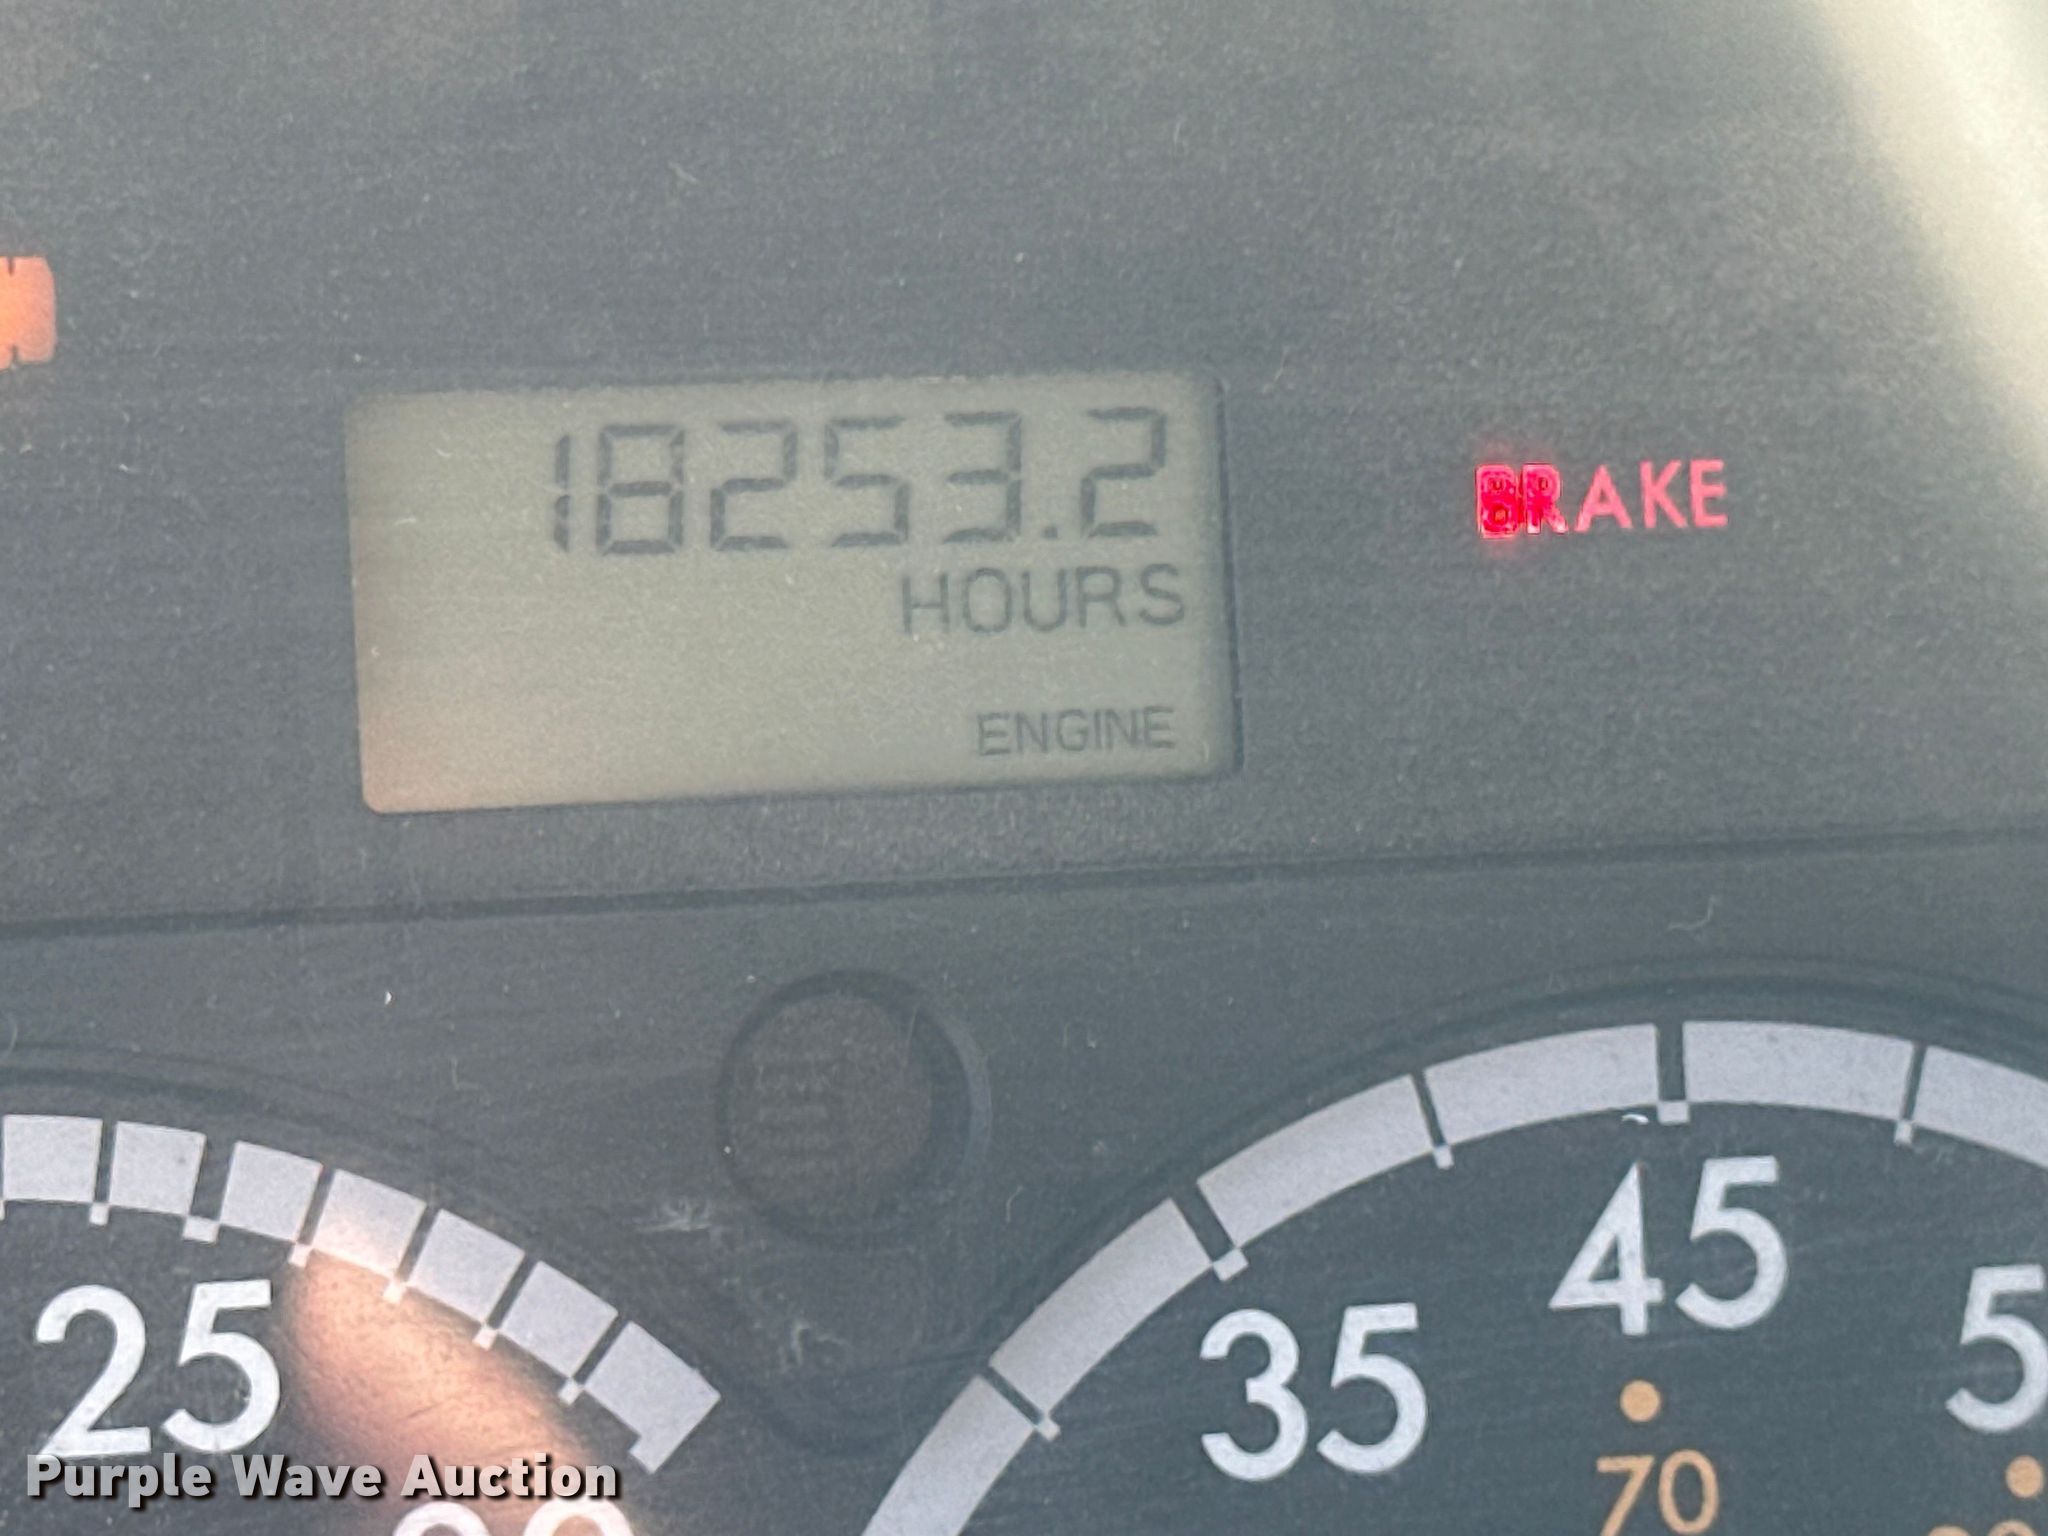 18253.2
HOURS
BRAKE
ENGINE
25
35
45
70
Purple Wave Auction